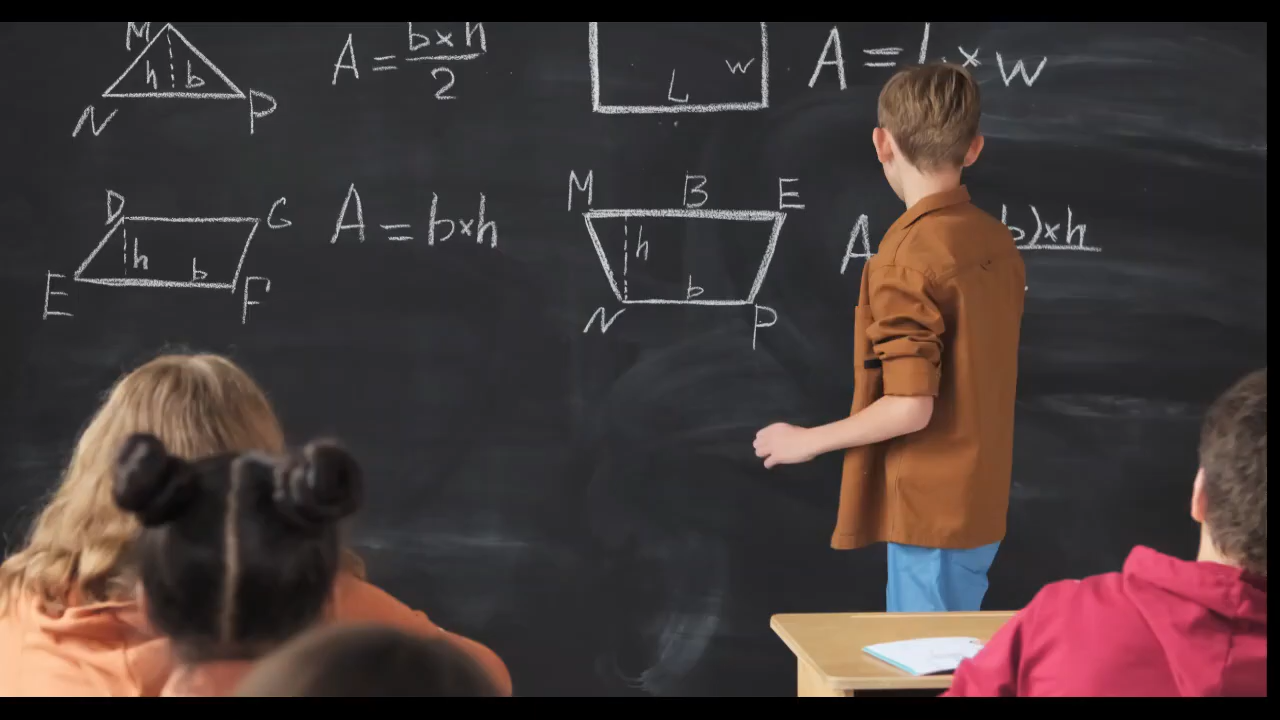 M
h b
N P
A = b×h
2
L w
A = L × w
D G
h b
E F
A = b×h
M B E
h
b
N P
A b)×h